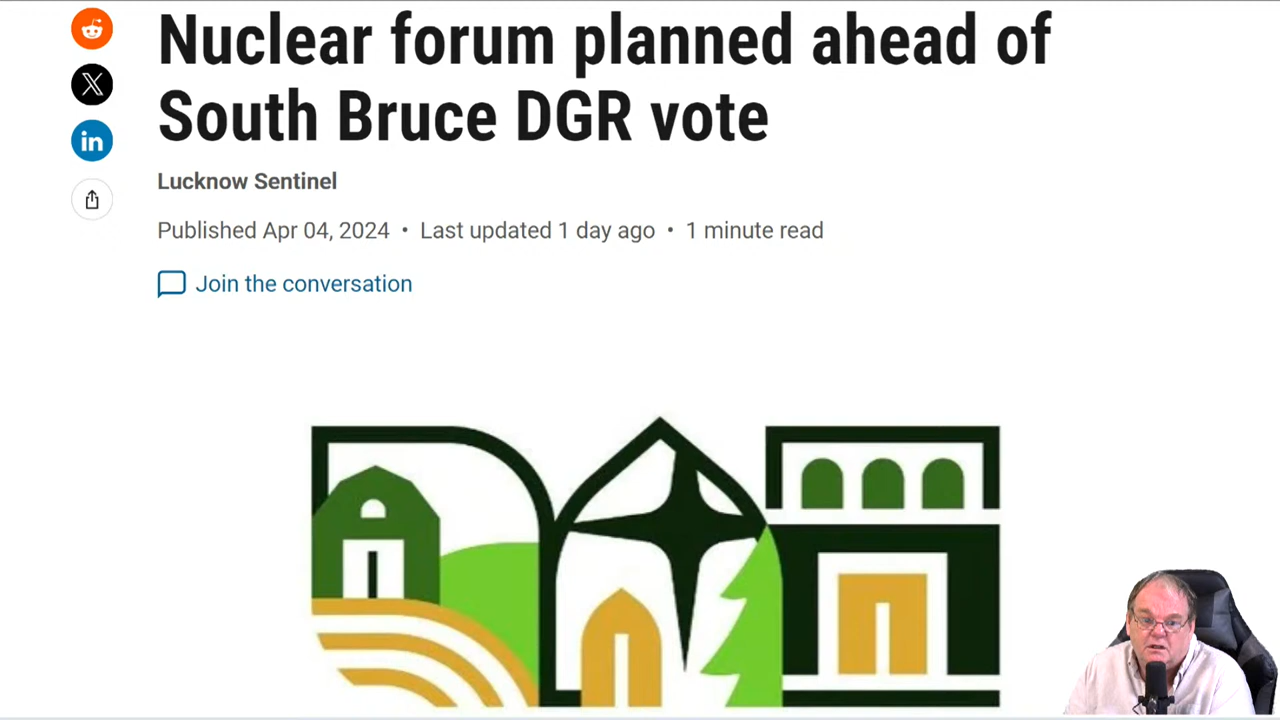 Nuclear forum planned ahead of
South Bruce DGR vote
Lucknow Sentinel
Published Apr 04, 2024 • Last updated 1 day ago • 1 minute read
Join the conversation